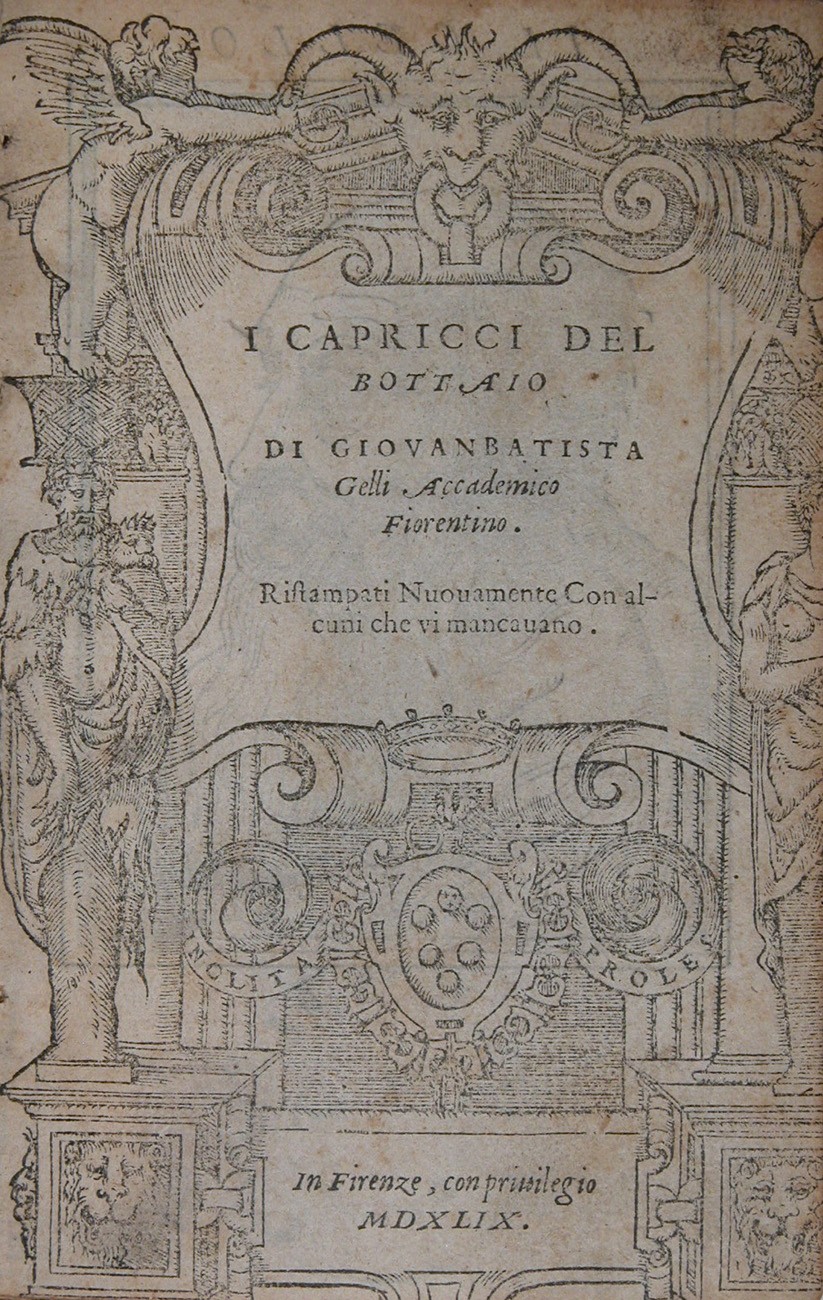 I CAPRICCI DEL
BOTTAIO
DI GIOVANBATISTA
Gelli Accademico
Fiorentino.
Riſtampati Nuouamente Con al-
cuni che vi mancauano.
NOLITA
PROLES
In Firenze, con priuilegio
MDXLIX.